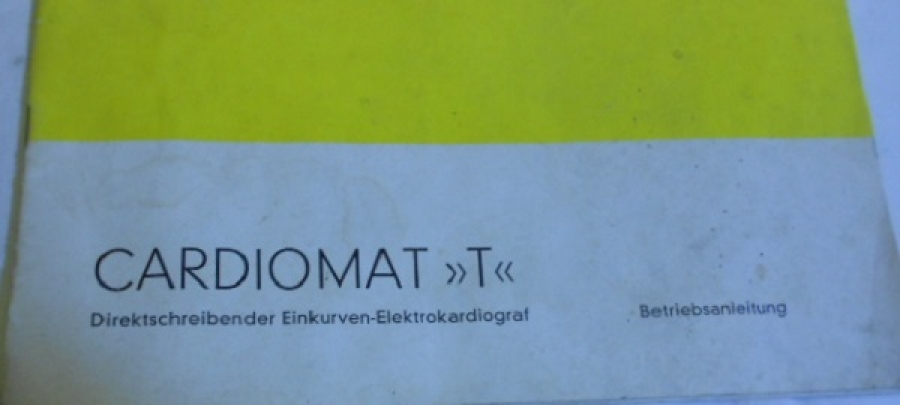 CARDIOMAT »T«
Direktschreibender Einkurven-Elektrokardiograf
Betriebsanleitung